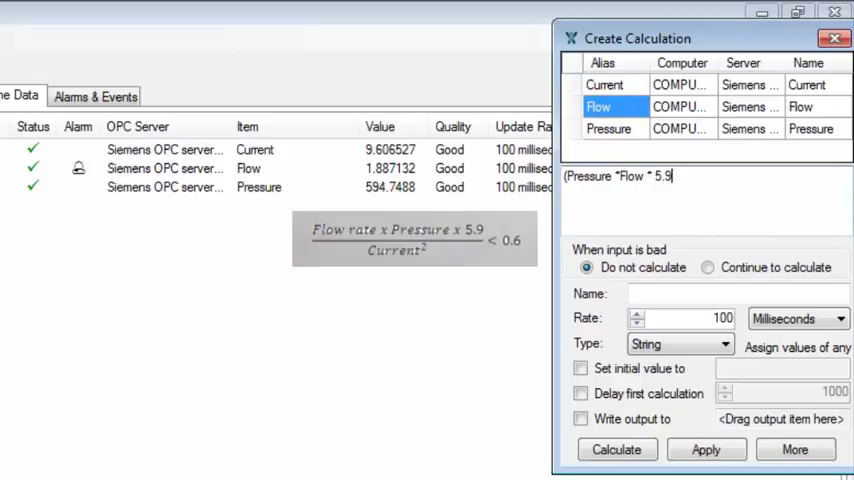 Create Calculation
Alias Computer Server Name
Current COMPU... Siemens ... Current
Flow COMPU... Siemens ... Flow
Pressure COMPU... Siemens ... Pressure
(Pressure *Flow * 5.9
When input is bad
Do not calculate Continue to calculate
Name:
Rate: 100 Milliseconds
Type: String Assign values of any
Set initial value to
Delay first calculation 1000
Write output to <Drag output item here>
Calculate Apply More
ne Data Alarms & Events
Status Alarm OPC Server Item Value Quality Update Ra
Siemens OPC server... Current 9.606527 Good 100 millisec
Siemens OPC server... Flow 1.887132 Good 100 millisec
Siemens OPC server... Pressure 594.7488 Good 100 millisec
Flow rate x Pressure x 5.9
Current² < 0.6